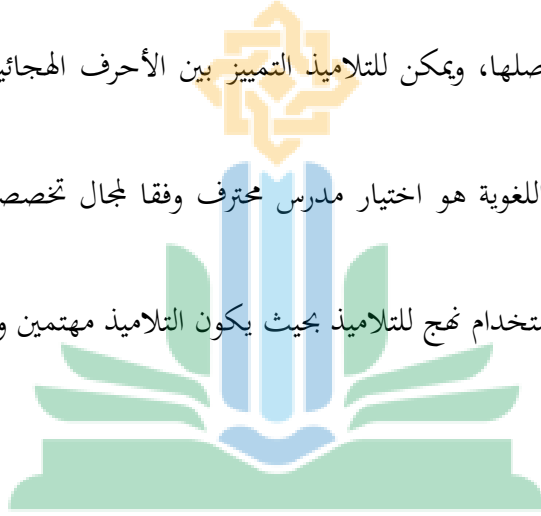 صلها، ويمكن للتلاميذ التمييز بين الأحرف الهجائي
اللغوية هو اختيار مدرس محترف وفقا لمجال تخصص
ستخدام نهج للتلاميذ بحيث يكون التلاميذ مهتمين و